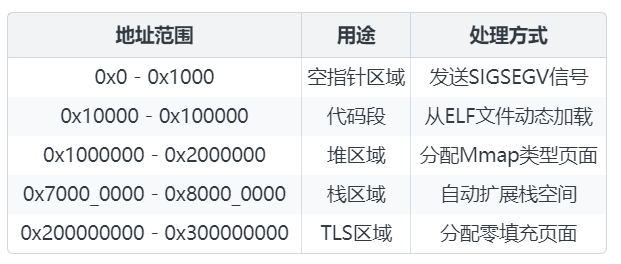 地址范围 用途 处理方式
0x0 - 0x1000 空指针区域 发送SIGSEGV信号
0x10000 - 0x100000 代码段 从ELF文件动态加载
0x1000000 - 0x2000000 堆区域 分配Mmap类型页面
0x7000_0000 - 0x8000_0000 栈区域 自动扩展栈空间
0x200000000 - 0x300000000 TLS区域 分配零填充页面